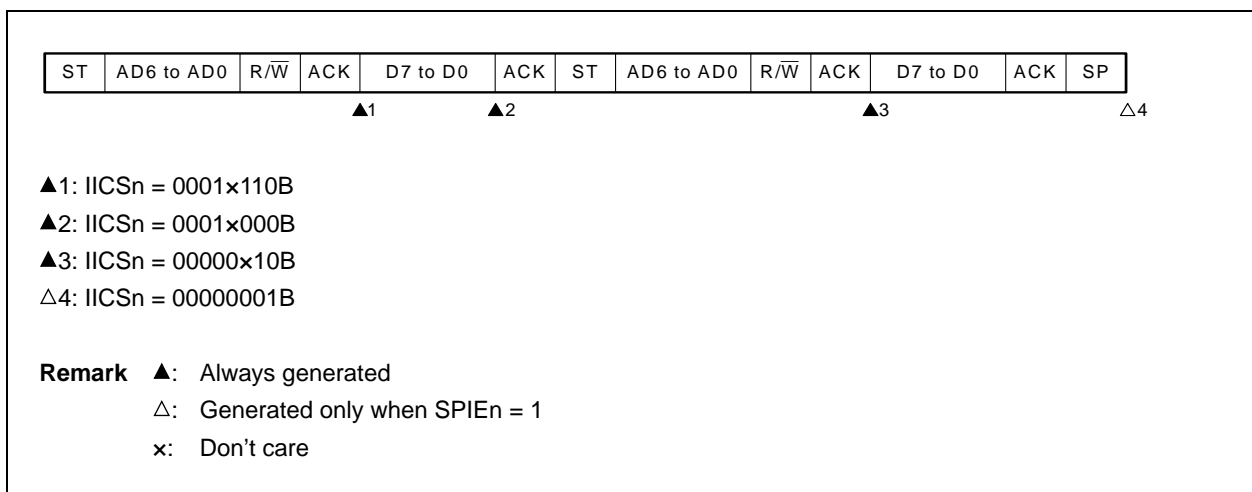 ST AD6 to AD0 R/W̅ ACK D7 to D0 ACK ST AD6 to AD0 R/W̅ ACK D7 to D0 ACK SP
▲1 ▲2 ▲3 △4
▲1: IICSn = 0001×110B
▲2: IICSn = 0001×000B
▲3: IICSn = 00000×10B
△4: IICSn = 00000001B
Remark ▲: Always generated
△: Generated only when SPIEn = 1
×: Don't care